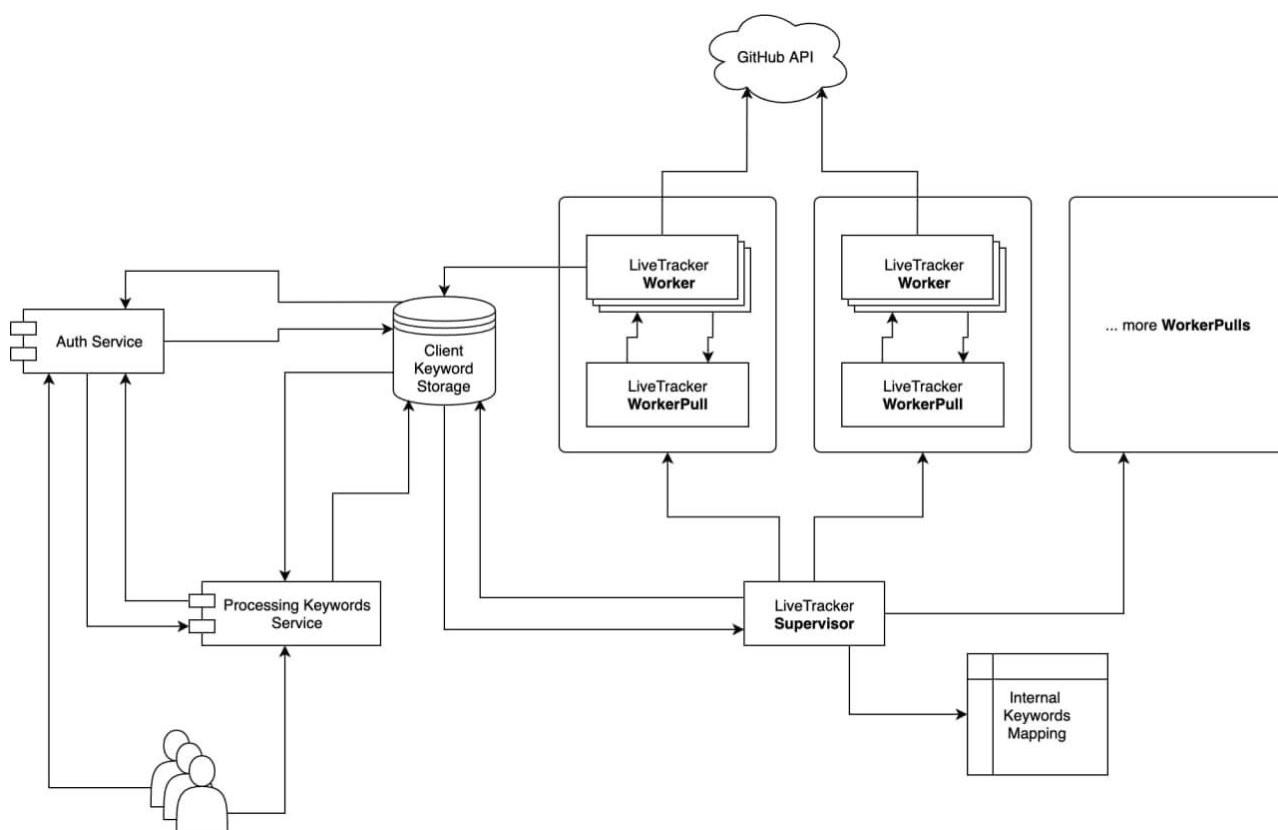 GitHub API
LiveTracker
Worker
LiveTracker
Worker
... more WorkerPulls
Auth Service
Client
Keyword
Storage
LiveTracker
WorkerPull
LiveTracker
WorkerPull
Processing Keywords
Service
LiveTracker
Supervisor
Internal
Keywords
Mapping